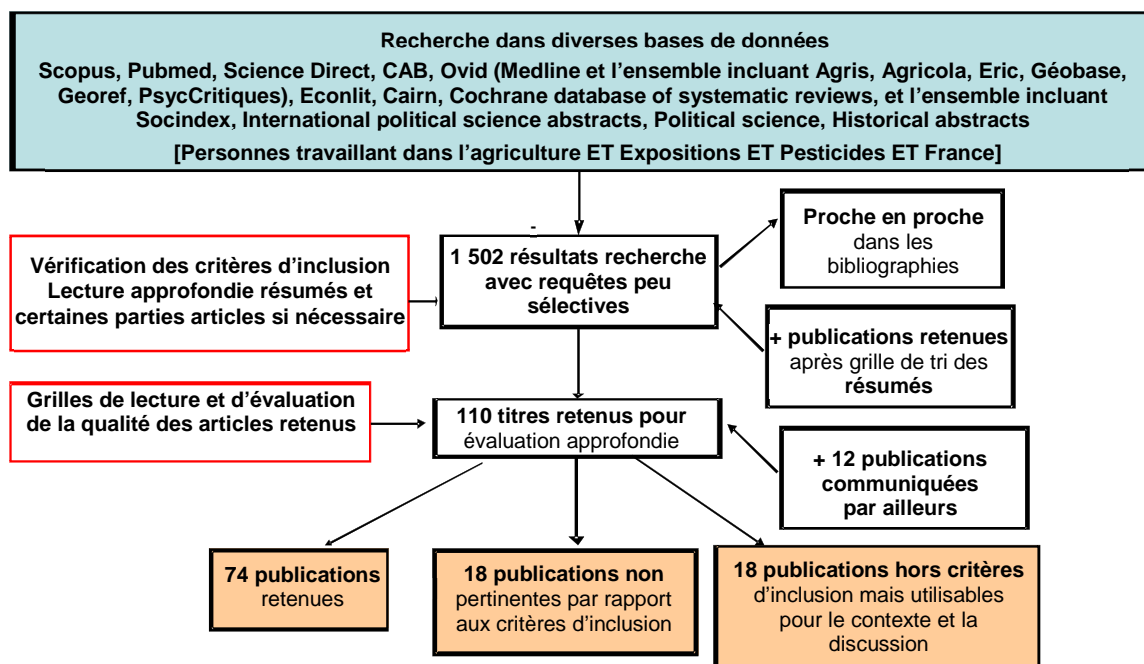 Recherche dans diverses bases de données
Scopus, Pubmed, Science Direct, CAB, Ovid (Medline et l'ensemble incluant Agris, Agricola, Eric, Géobase,
Georef, PsycCritiques), Econlit, Cairn, Cochrane database of systematic reviews, et l'ensemble incluant
Socindex, International political science abstracts, Political science, Historical abstracts
[Personnes travaillant dans l'agriculture ET Expositions ET Pesticides ET France]
Vérification des critères d'inclusion
Lecture approfondie résumés et
certaines parties articles si nécessaire
1 502 résultats recherche
avec requêtes peu
sélectives
Proche en proche
dans les
bibliographies
+ publications retenues
après grille de tri des
résumés
Grilles de lecture et d'évaluation
de la qualité des articles retenus
110 titres retenus pour
évaluation approfondie
+ 12 publications
communiquées
par ailleurs
74 publications
retenues
18 publications non
pertinentes par rapport
aux critères d'inclusion
18 publications hors critères
d'inclusion mais utilisables
pour le contexte et la
discussion